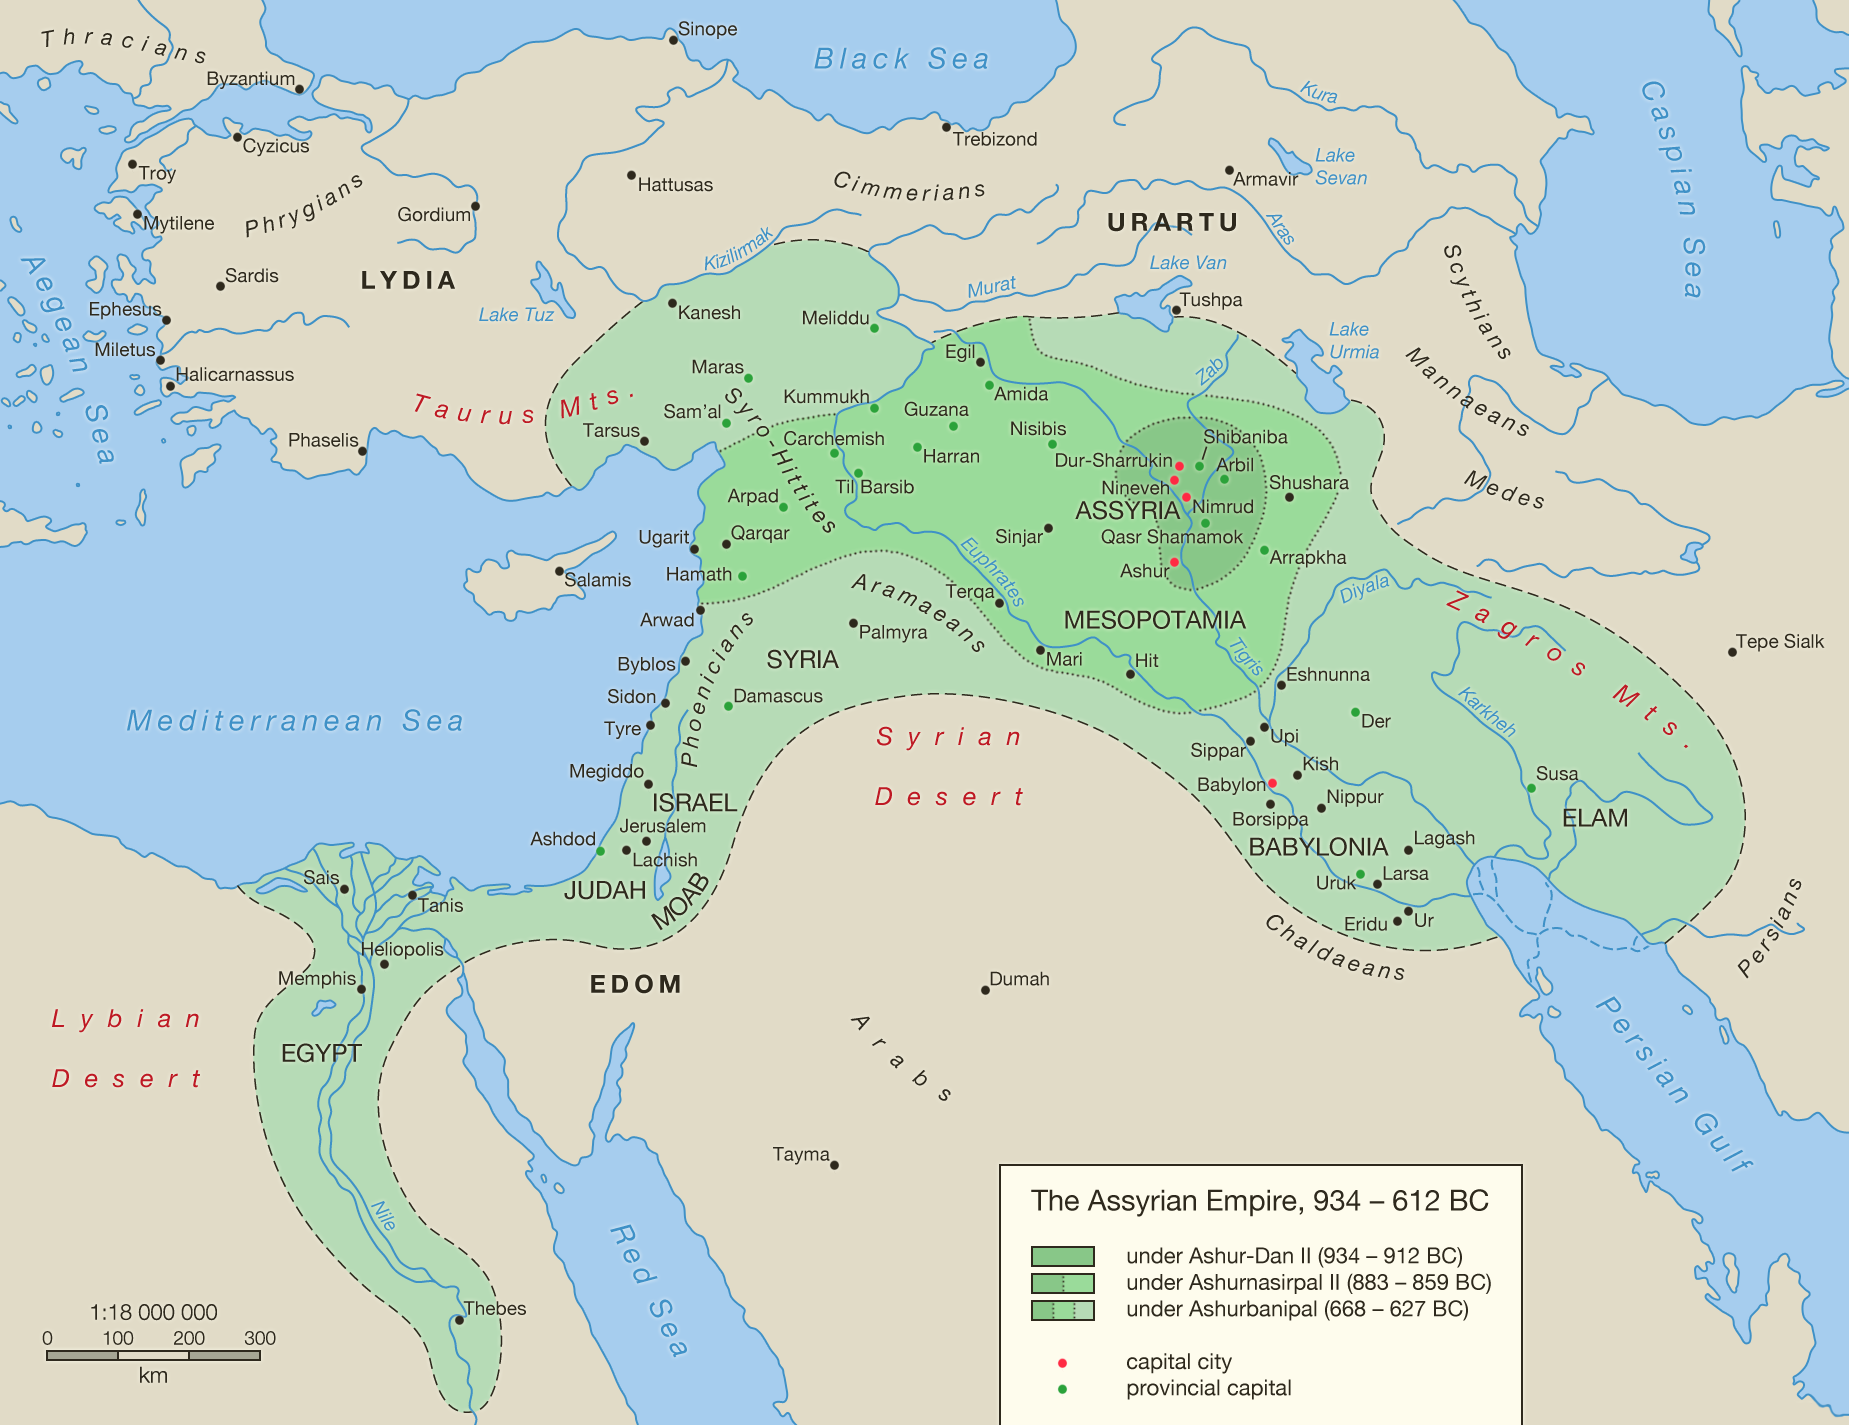 Thracians
Byzantium
Sinope
Black Sea
Caspian Sea
Kura
Cyzicus
Troy
Trebizond
Lake
Sevan
Armavir
Hattusas
Cimmerians
Phrygians
Mytilene
Gordium
URARTU
Aras
Kizilirmak
Scythians
Aegean Sea
Sardis
LYDIA
Lake Van
Murat
Tushpa
Ephesus
Lake Tuz
Kanesh
Meliddu
Lake
Urmia
Miletus
Egil
Halicarnassus
Maras
Zab
Mannaeans
Taurus Mts.
Kummukh
Amida
Sam'al
Syro-Hittites
Guzana
Tarsus
Carchemish
Nisibis
Shibaniba
Phaselis
Harran
Dur-Sharrukin
Arbil
Til Barsib
Nineveh
Shushara
Medes
Arpad
ASSYRIA
Nimrud
Ugarit
Qarqar
Sinjar
Qasr Shamamok
Euphrates
Arrapkha
Salamis
Hamath
Ashur
Diyala
Aramaeans
Terqa
Zagros Mts.
Arwad
MESOPOTAMIA
Palmyra
Phoenicians
Tepe Sialk
Byblos
SYRIA
Mari
Hit
Tigris
Eshnunna
Sidon
Damascus
Karkheh
Mediterranean Sea
Tyre
Syrian
Desert
Der
Upi
Sippar
Megiddo
Kish
Susa
Babylon
ISRAEL
Nippur
Jerusalem
Borsippa
ELAM
Ashdod
BABYLONIA
Lagash
Lachish
Sais
JUDAH
MOAB
Uruk
Larsa
Tanis
Eridu
Ur
Persians
Heliopolis
Chaldaeans
Memphis
EDOM
Dumah
Lybian
Desert
Arabs
Persian Gulf
EGYPT
Tayma
Nile
Red Sea
Thebes
1:18 000 000
0 100 200 300
km
The Assyrian Empire, 934 – 612 BC
under Ashur-Dan II (934 – 912 BC)
under Ashurnasirpal II (883 – 859 BC)
under Ashurbanipal (668 – 627 BC)
capital city
provincial capital